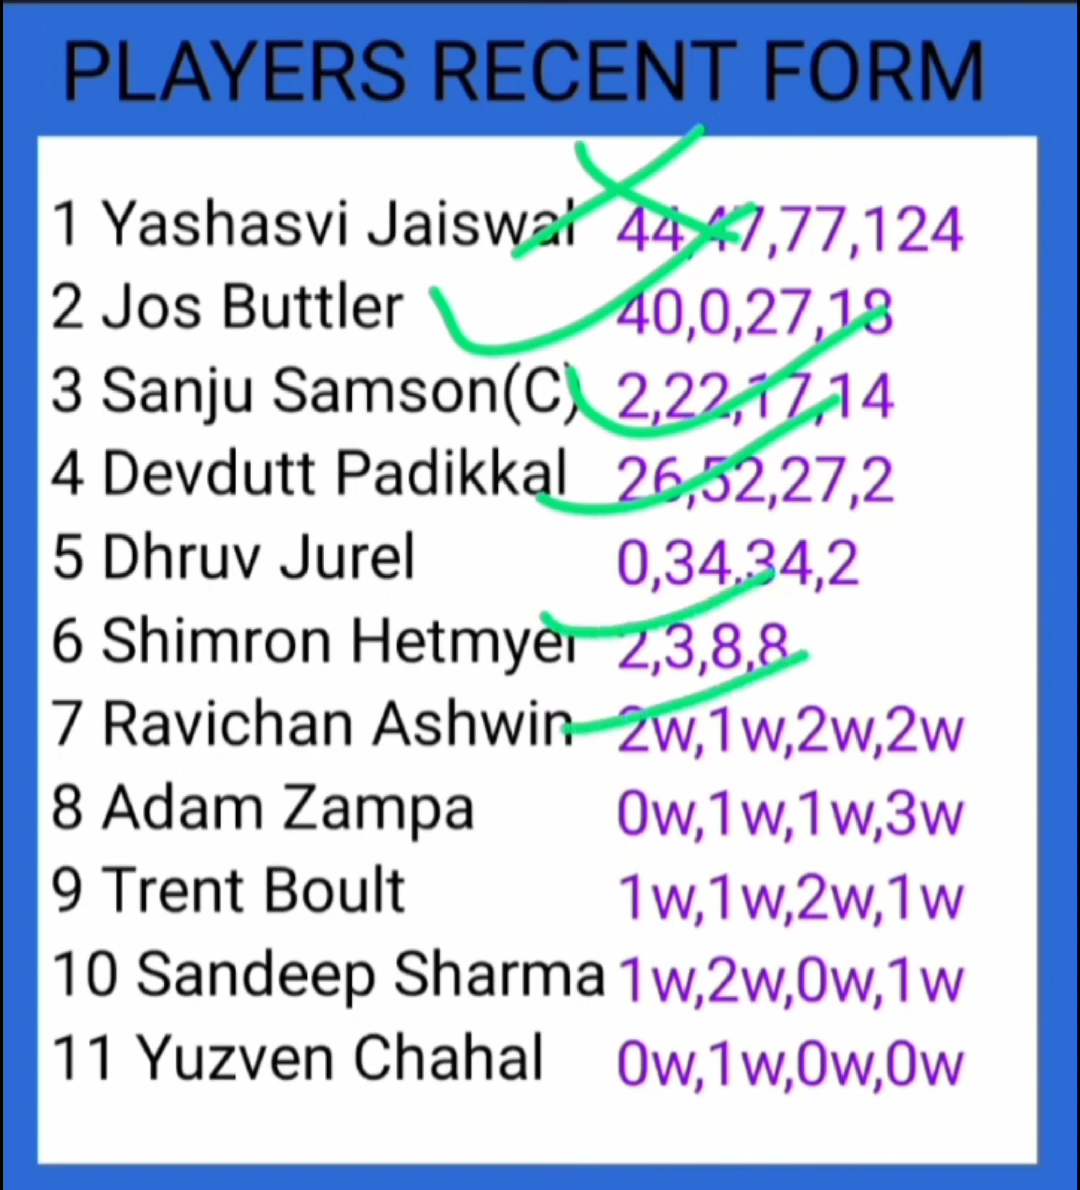 PLAYERS RECENT FORM
1 Yashasvi Jaiswal 44,47,77,124
2 Jos Buttler 40,0,27,18
3 Sanju Samson(C) 2,22,17,14
4 Devdutt Padikkal 26,52,27,2
5 Dhruv Jurel 0,34,34,2
6 Shimron Hetmyer 2,3,8,8
7 Ravichan Ashwin 2w,1w,2w,2w
8 Adam Zampa 0w,1w,1w,3w
9 Trent Boult 1w,1w,2w,1w
10 Sandeep Sharma 1w,2w,0w,1w
11 Yuzven Chahal 0w,1w,0w,0w